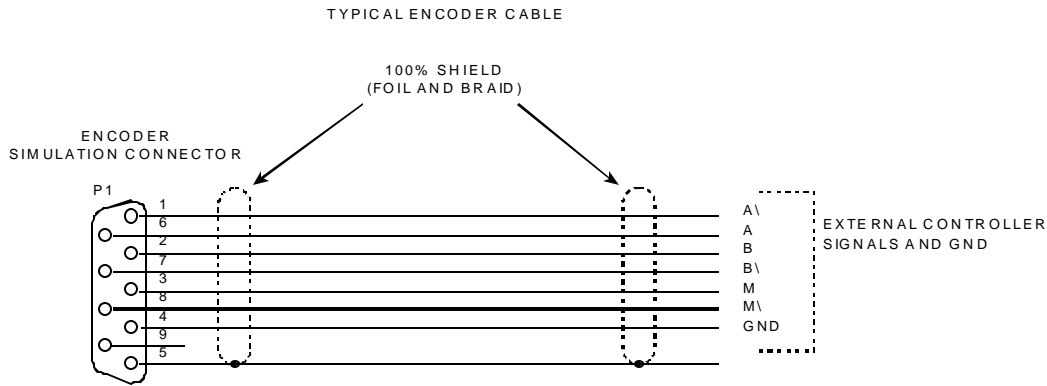 TYPICAL ENCODER CABLE
100% SHIELD
(FOIL AND BRAID)
ENCODER
SIMULATION CONNECTOR
P1
1
6
2
7
3
8
4
9
5
A\
A
B
B\
M
M\
GND
EXTERNAL CONTROLLER
SIGNALS AND GND